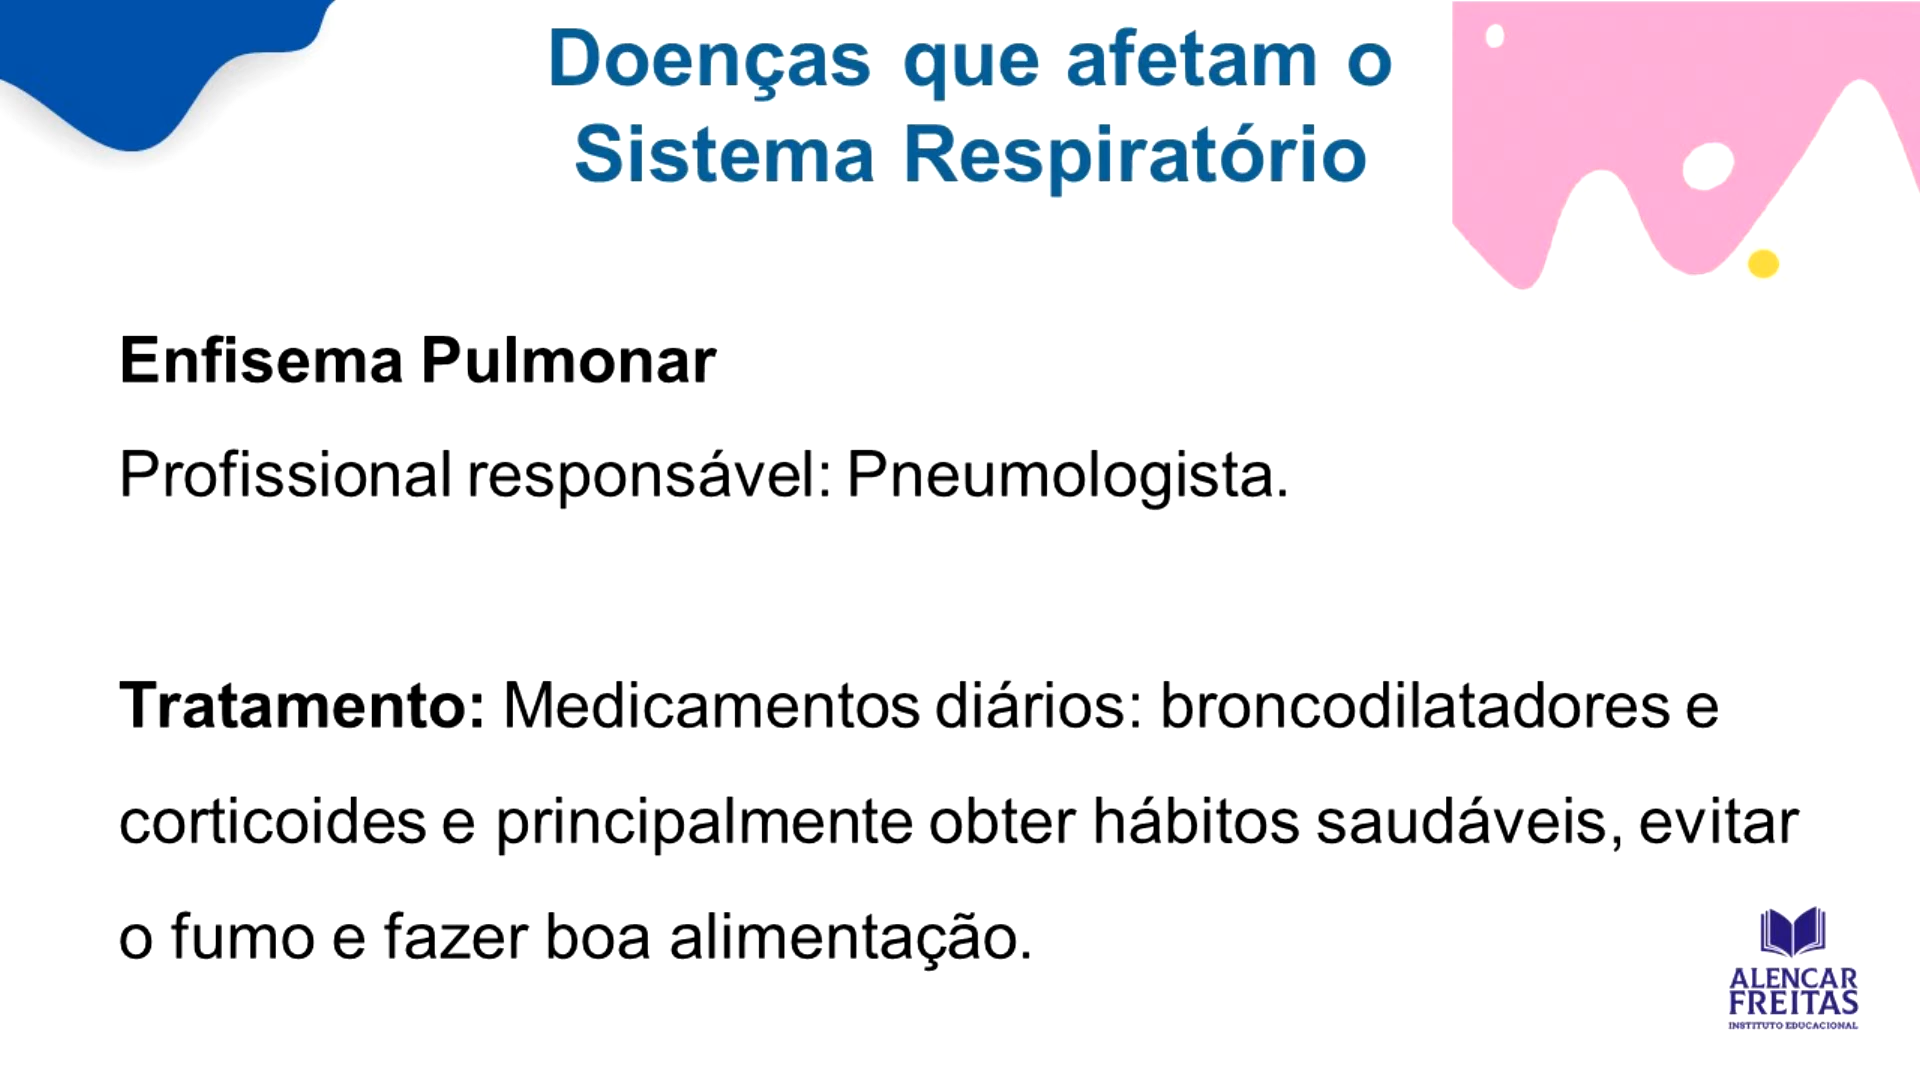 Doenças que afetam o
Sistema Respiratório
Enfisema Pulmonar
Profissional responsável: Pneumologista.
Tratamento: Medicamentos diários: broncodilatadores e
corticoides e principalmente obter hábitos saudáveis, evitar
o fumo e fazer boa alimentação.
ALENCAR
FREITAS
INSTITUTO EDUCACIONAL